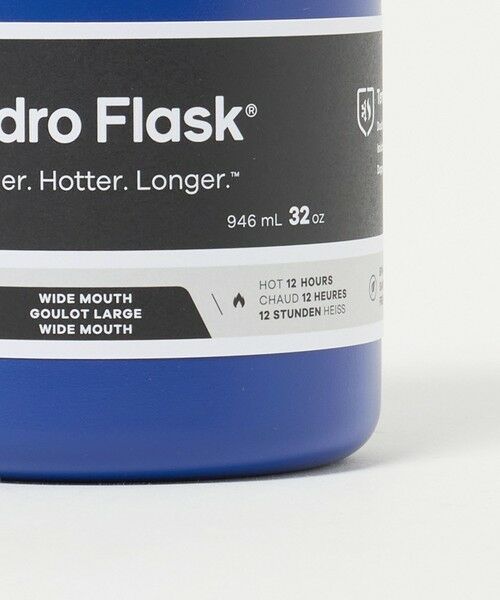 dro Flask®
er. Hotter. Longer.™
946 mL 32 oz
WIDE MOUTH
GOULOT LARGE
WIDE MOUTH
HOT 12 HOURS
CHAUD 12 HEURES
12 STUNDEN HEISS